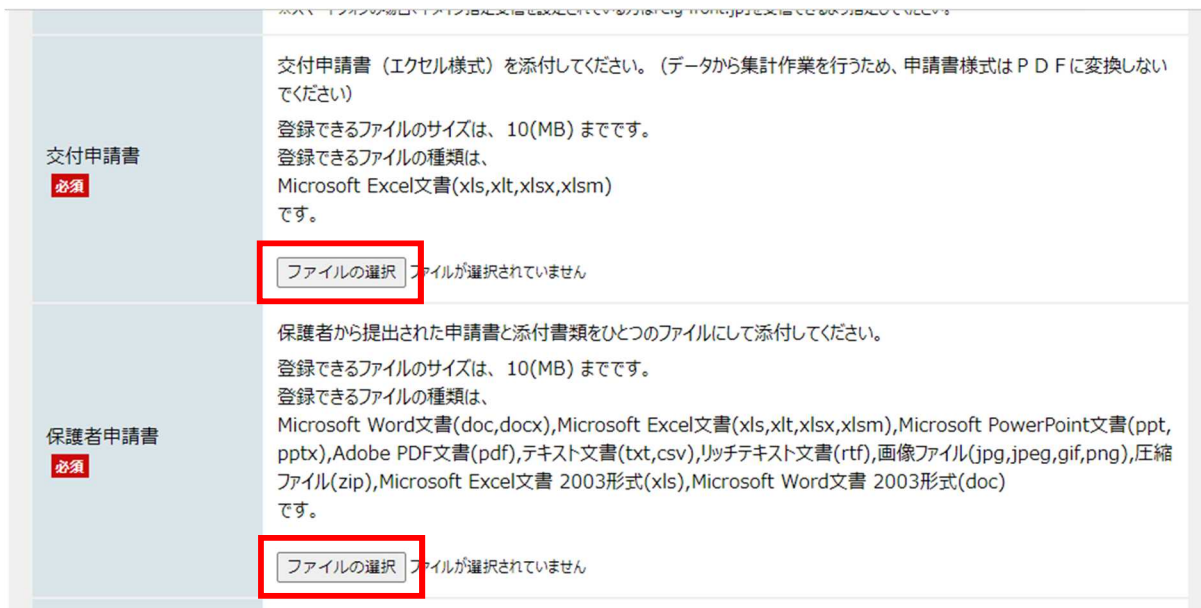 交付申請書（エクセル様式）を添付してください。（データから集計作業を行うため、申請書様式はＰＤＦに変換しない
でください）
登録できるファイルのサイズは、10(MB) までです。
登録できるファイルの種類は、
Microsoft Excel文書(xls,xlt,xlsx,xlsm)
です。
交付申請書
必須
ファイルの選択 ファイルが選択されていません
保護者から提出された申請書と添付書類をひとつのファイルにして添付してください。
登録できるファイルのサイズは、10(MB) までです。
登録できるファイルの種類は、
Microsoft Word文書(doc,docx),Microsoft Excel文書(xls,xlt,xlsx,xlsm),Microsoft PowerPoint文書(ppt,
pptx),Adobe PDF文書(pdf),テキスト文書(txt,csv),リッチテキスト文書(rtf),画像ファイル(jpg,jpeg,gif,png),圧縮
ファイル(zip),Microsoft Excel文書 2003形式(xls),Microsoft Word文書 2003形式(doc)
です。
保護者申請書
必須
ファイルの選択 ファイルが選択されていません